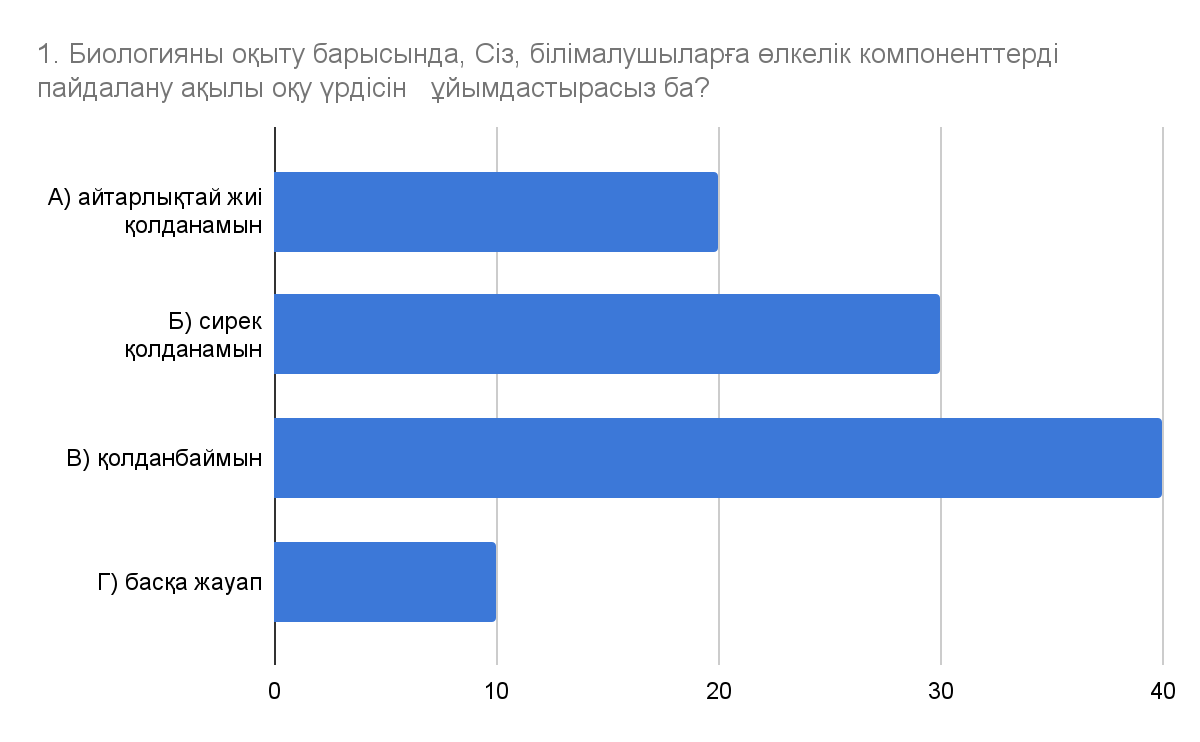 1. Биологияны оқыту барысында, Сіз, білімалушыларға өлкелік компоненттерді
пайдалану ақылы оқу үрдісін ұйымдастырасыз ба?
А) айтарлықтай жиі
қолданамын
Б) сирек
қолданамын
В) қолданбаймын
Г) басқа жауап
0 10 20 30 40